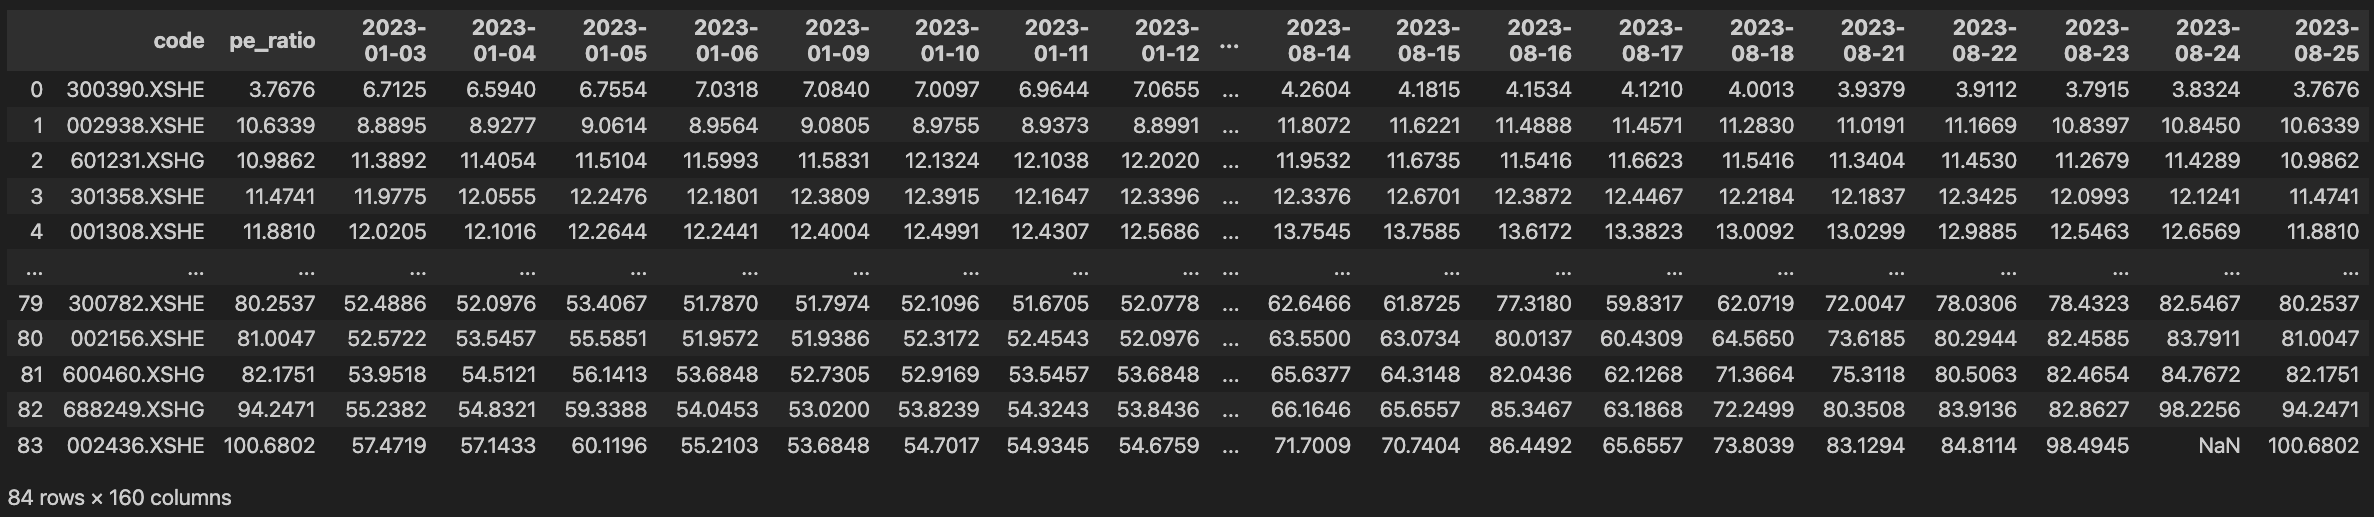 code pe_ratio 2023-01-03 2023-01-04 2023-01-05 2023-01-06 2023-01-09 2023-01-10 2023-01-11 2023-01-12 ... 2023-08-14 2023-08-15 2023-08-16 2023-08-17 2023-08-18 2023-08-21 2023-08-22 2023-08-23 2023-08-24 2023-08-25
0 300390.XSHE 3.7676 6.7125 6.5940 6.7554 7.0318 7.0840 7.0097 6.9644 7.0655 ... 4.2604 4.1815 4.1534 4.1210 4.0013 3.9379 3.9112 3.7915 3.8324 3.7676
1 002938.XSHE 10.6339 8.8895 8.9277 9.0614 8.9564 9.0805 8.9755 8.9373 8.8991 ... 11.8072 11.6221 11.4888 11.4571 11.2830 11.0191 11.1669 10.8397 10.8450 10.6339
2 601231.XSHG 10.9862 11.3892 11.4054 11.5104 11.5993 11.5831 12.1324 12.1038 12.2020 ... 11.9532 11.6735 11.5416 11.6623 11.5416 11.3404 11.4530 11.2679 11.4289 10.9862
3 301358.XSHE 11.4741 11.9775 12.0555 12.2476 12.1801 12.3809 12.3915 12.1647 12.3396 ... 12.3376 12.6701 12.3872 12.4467 12.2184 12.1837 12.3425 12.0993 12.1241 11.4741
4 001308.XSHE 11.8810 12.0205 12.1016 12.2644 12.2441 12.4004 12.4991 12.4307 12.5686 ... 13.7545 13.7585 13.6172 13.3823 13.0092 13.0299 12.9885 12.5463 12.6569 11.8810
... ... ... ... ... ... ... ... ... ... ... ... ... ... ... ... ... ... ... ... ... ...
79 300782.XSHE 80.2537 52.4886 52.0976 53.4067 51.7870 51.7974 52.1096 51.6705 52.0778 ... 62.6466 61.8725 77.3180 59.8317 62.0719 72.0047 78.0306 78.4323 82.5467 80.2537
80 002156.XSHE 81.0047 52.5722 53.5457 55.5851 51.9572 51.9386 52.3172 52.4543 52.0976 ... 63.5500 63.0734 80.0137 60.4309 64.5650 73.6185 80.2944 82.4585 83.7911 81.0047
81 600460.XSHG 82.1751 53.9518 54.5121 56.1413 53.6848 52.7305 52.9169 53.5457 53.6848 ... 65.6377 64.3148 82.0436 62.1268 71.3664 75.3118 80.5063 82.4654 84.7672 82.1751
82 688249.XSHG 94.2471 55.2382 54.8321 59.3388 54.0453 53.0200 53.8239 54.3243 53.8436 ... 66.1646 65.6557 85.3467 63.1868 72.2499 80.3508 83.9136 82.8627 98.2256 94.2471
83 002436.XSHE 100.6802 57.4719 57.1433 60.1196 55.2103 53.6848 54.7017 54.9345 54.6759 ... 71.7009 70.7404 86.4492 65.6557 73.8039 83.1294 84.8114 98.4945 NaN 100.6802
84 rows × 160 columns